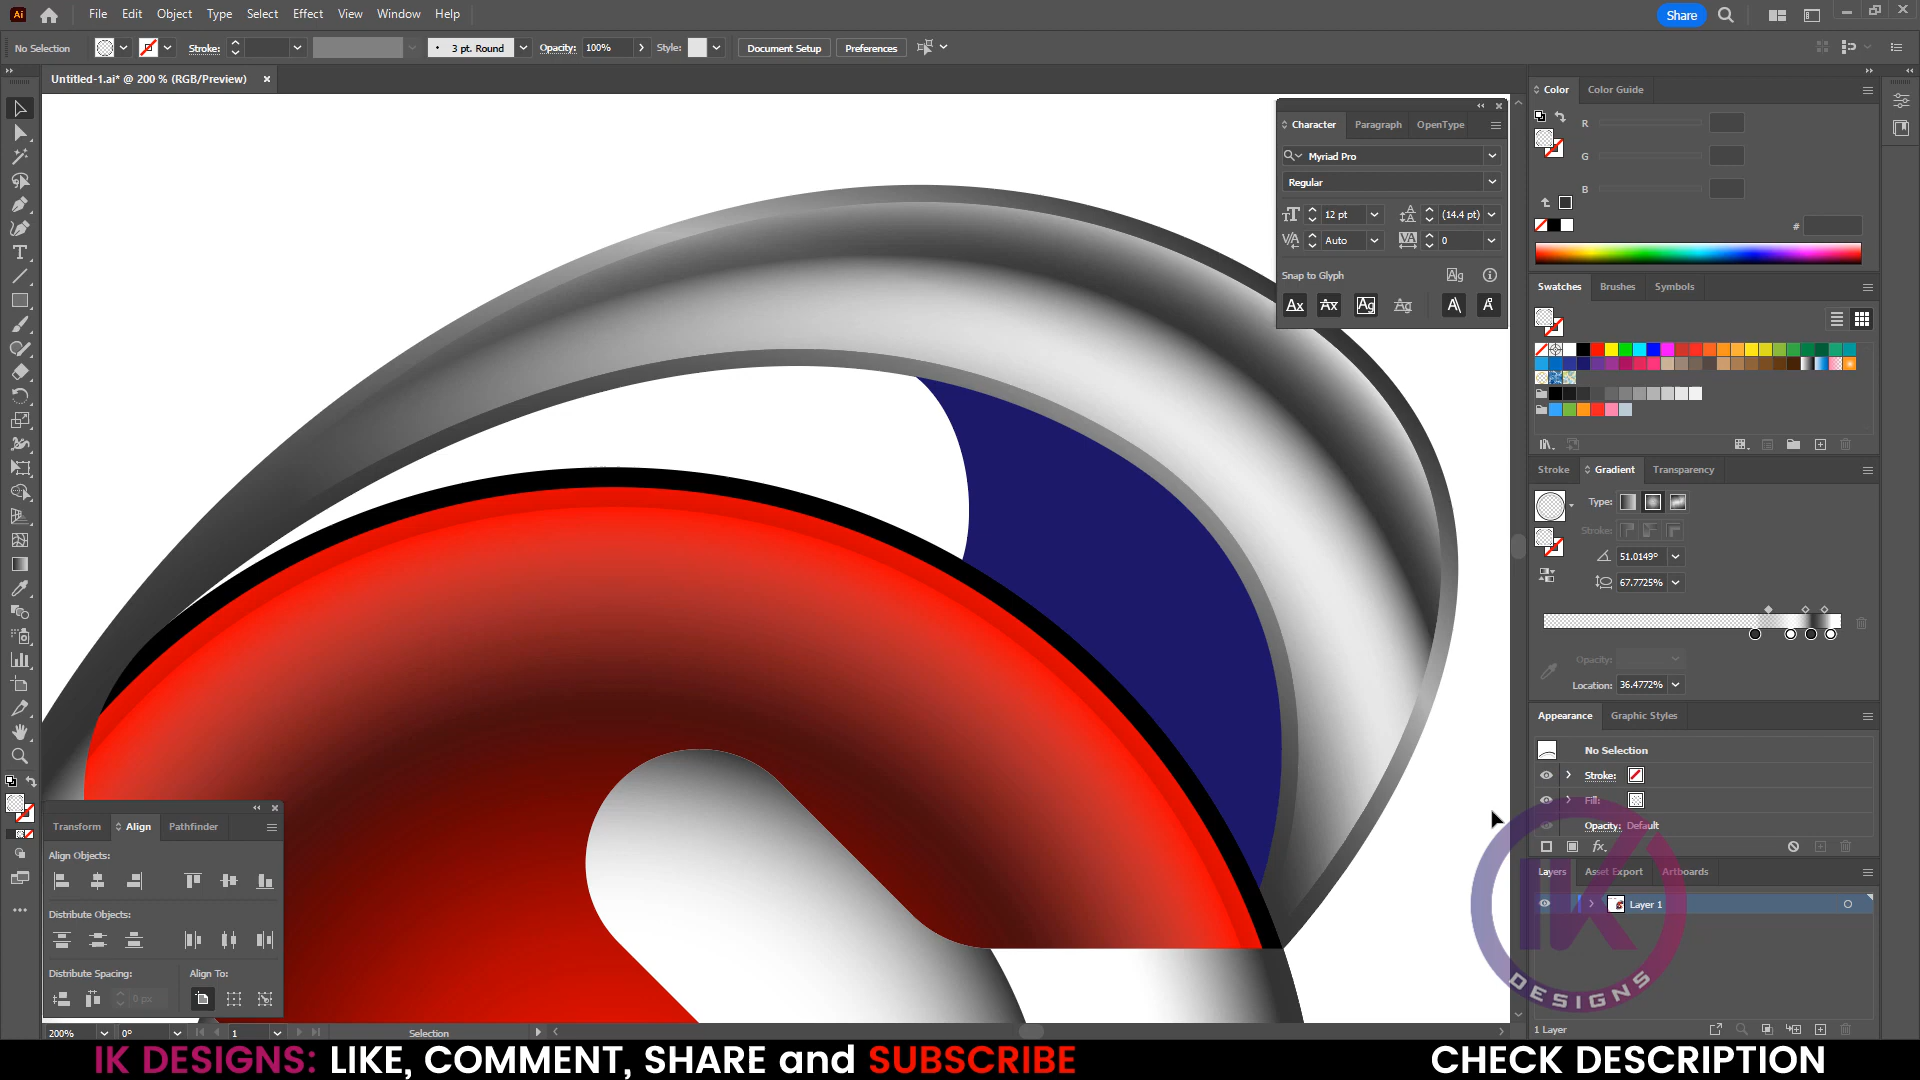 Ai File Edit Object Type Select Effect View Window Help Share
No Selection Stroke: 3 pt. Round Opacity: 100% Style: Document Setup Preferences
Untitled-1.ai* @ 200 % (RGB/Preview)
Character Paragraph OpenType
Myriad Pro
Regular
12 pt (14.4 pt)
Auto 0
Snap to Glyph
Color Color Guide
R
G
B
#
Swatches Brushes Symbols
Stroke Gradient Transparency
Type:
Stroke:
51.0149°
67.7725%
Opacity:
Location: 36.4772%
Appearance Graphic Styles
No Selection
Stroke:
Fill:
Opacity: Default
Layers Asset Export Artboards
Layer 1
1 Layer
Transform Align Pathfinder
Align Objects:
Distribute Objects:
Distribute Spacing: Align To:
0 px
200% 0° 1 Selection
IK
DESIGNS
IK DESIGNS: LIKE, COMMENT, SHARE and SUBSCRIBE CHECK DESCRIPTION